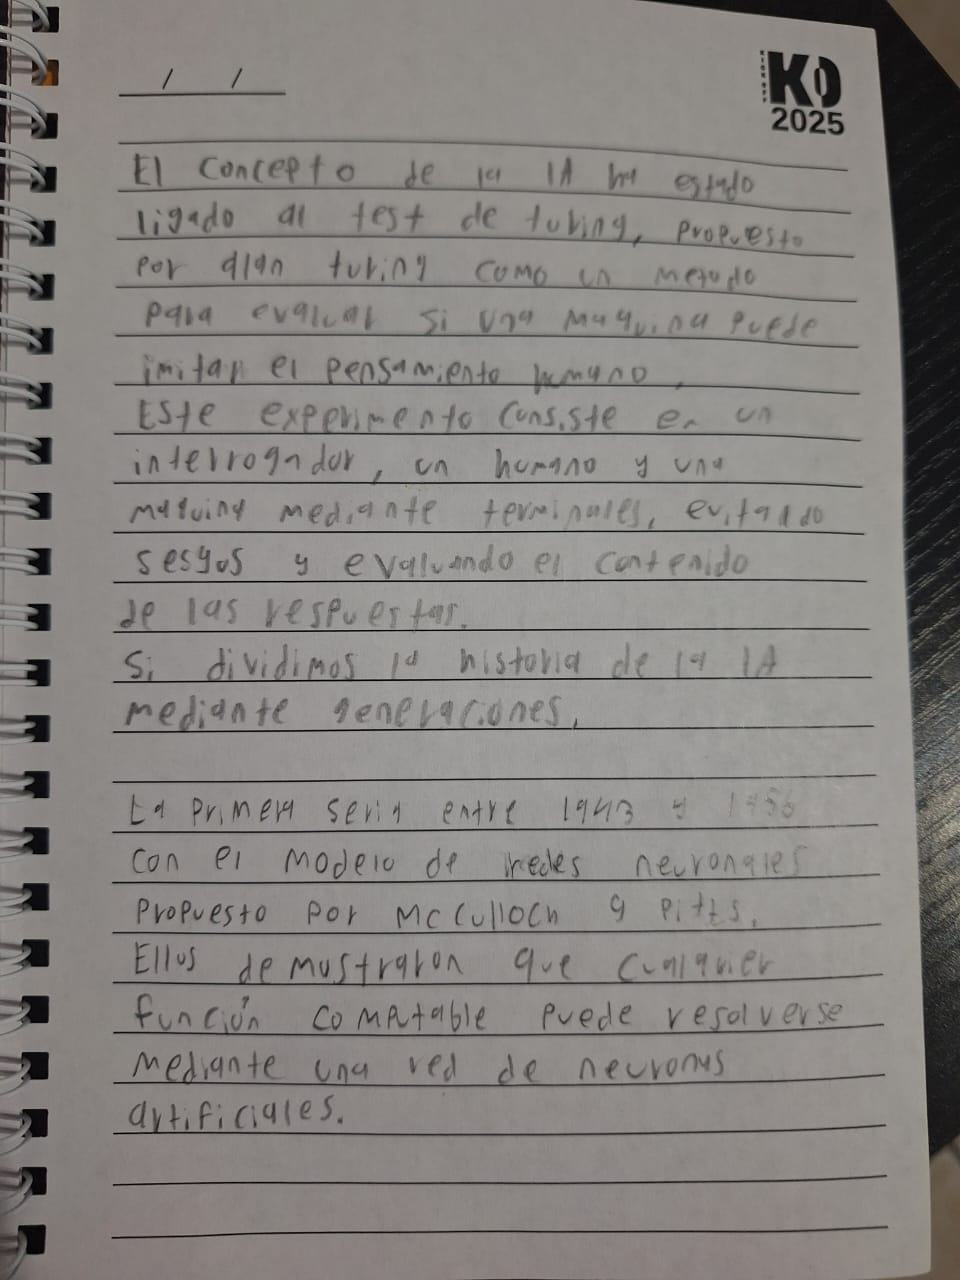 / /
KICK OFF
KO
2025
El concepto de la IA ha estado
ligado al test de turing, propuesto
por alan turing como un metodo
para evaluar si una maquina puede
imitar el pensamiento humano.
Este experimento consiste en un
interrogador, un humano y una
maquina mediante terminales, evitando
sesgos y evaluando el contenido
de las respuestas.
Si dividimos la historia de la IA
mediante generaciones.
La primera seria entre 1943 y 1956
con el modelo de redes neuronales
propuesto por McCulloch y Pitts.
Ellos demostraron que cualquier
función computable puede resolverse
mediante una red de neuronas
artificiales.